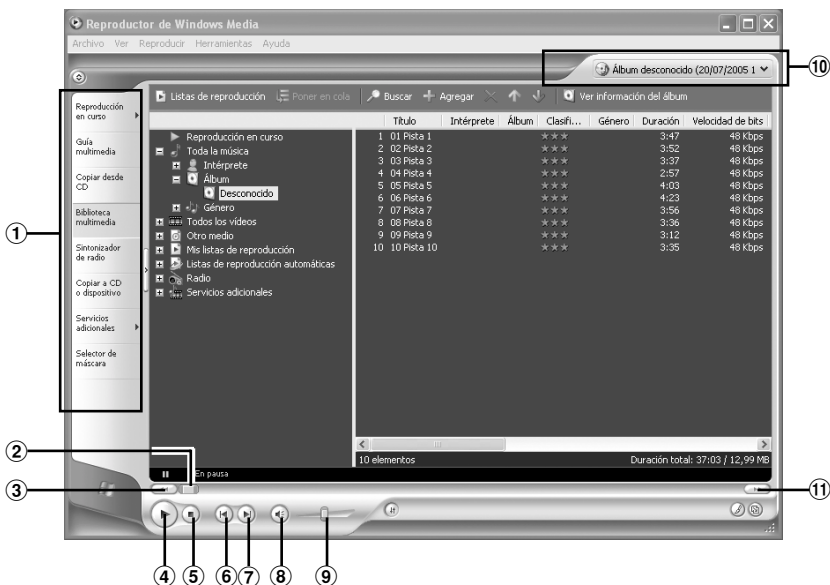 Reproductor de Windows Media
Archivo Ver Reproducir Herramientas Ayuda
Álbum desconocido (20/07/2005 1
10
Listas de reproducción Poner en cola Buscar Agregar Ver información del álbum
Reproducción en curso
Guía multimedia
Copiar desde CD
Biblioteca multimedia
Sintonizador de radio
Copiar a CD o dispositivo
Servicios adicionales
Selector de máscara
1
Reproducción en curso
Toda la música
Intérprete
Álbum
Desconocido
Género
Todos los vídeos
Otro medio
Mis listas de reproducción
Listas de reproducción automáticas
Radio
Servicios adicionales
Título Intérprete Álbum Clasifi... Género Duración Velocidad de bits
1 01 Pista 1 3:47 48 Kbps
2 02 Pista 2 3:52 48 Kbps
3 03 Pista 3 3:37 48 Kbps
4 04 Pista 4 2:57 48 Kbps
5 05 Pista 5 4:03 48 Kbps
6 06 Pista 6 4:23 48 Kbps
7 07 Pista 7 3:56 48 Kbps
8 08 Pista 8 3:36 48 Kbps
9 09 Pista 9 3:12 48 Kbps
10 10 Pista 10 3:35 48 Kbps
10 elementos Duración total: 37:03 / 12,99 MB
2
En pausa
3
11
4 5 6 7 8 9